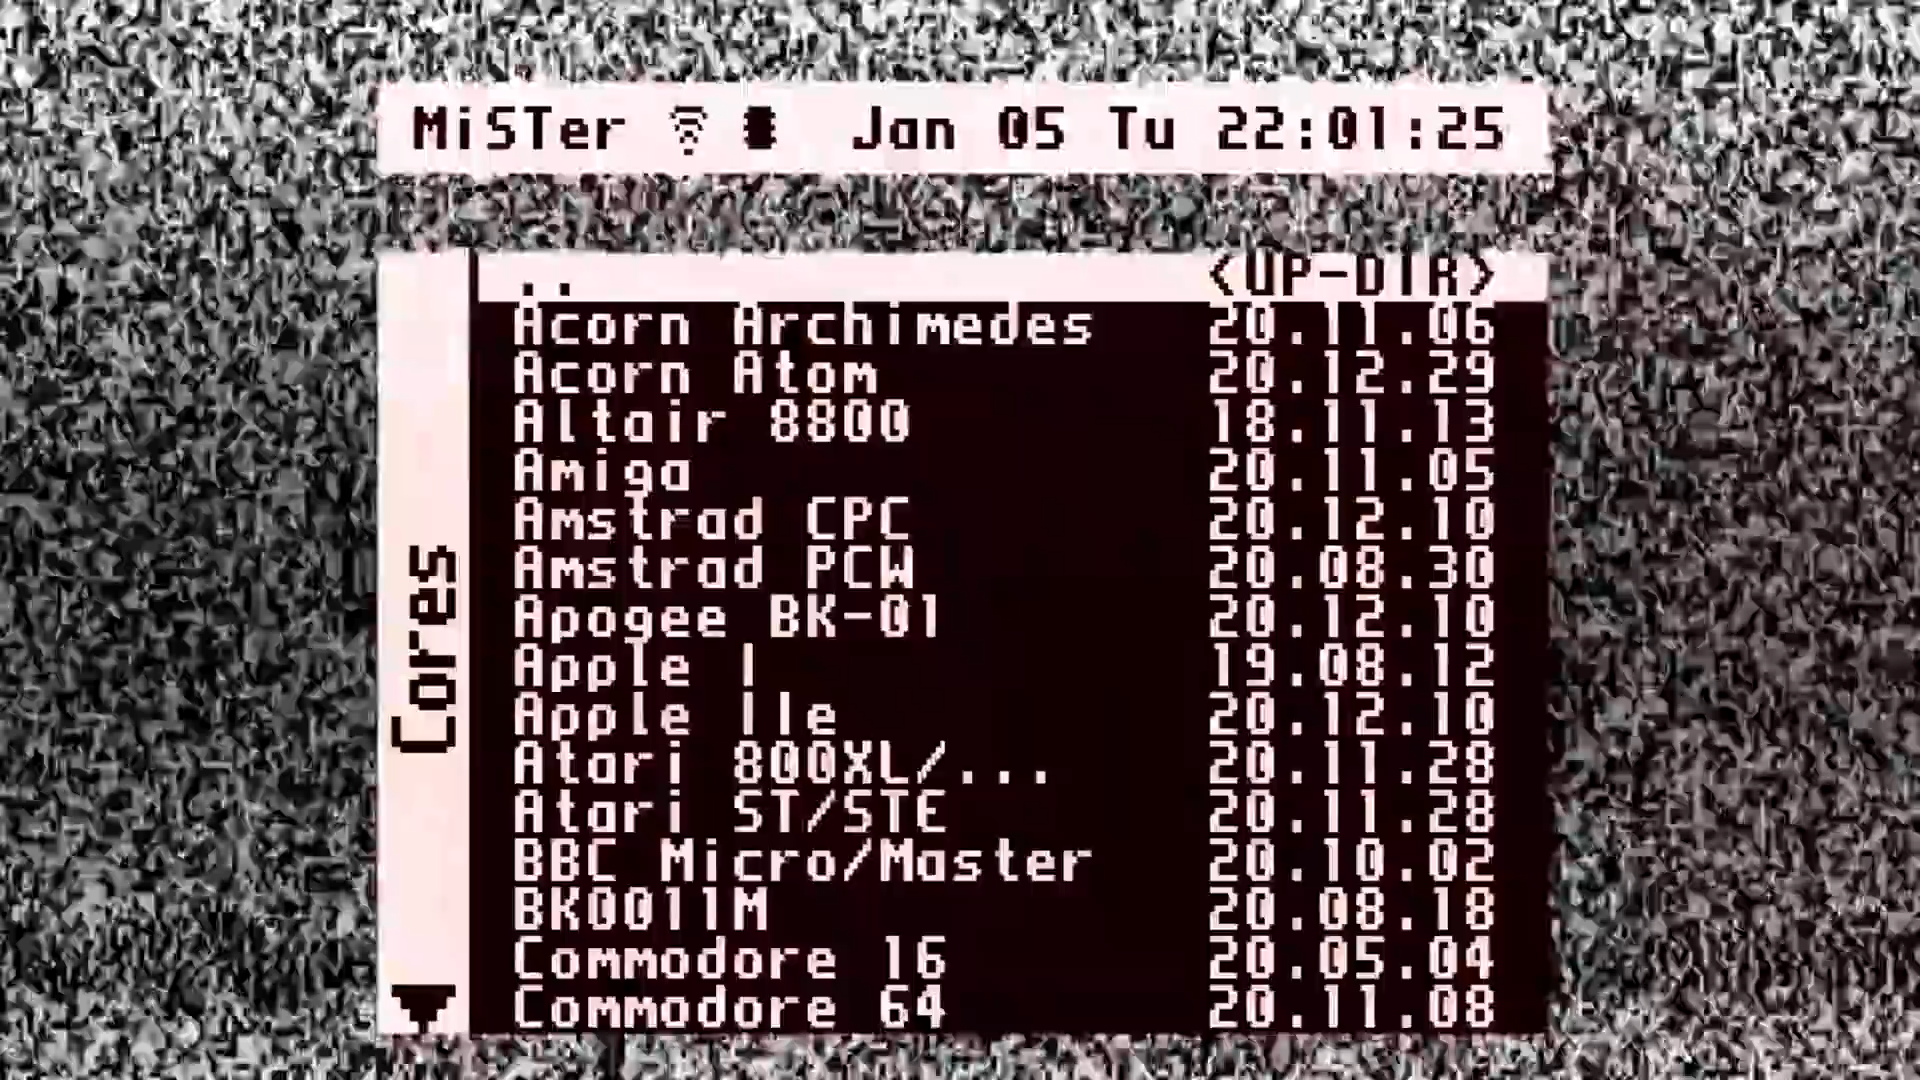 MiSTer Jan 05 Tu 22:01:25
Cores
.. <UP-DIR>
Acorn Archimedes 20.11.06
Acorn Atom 20.12.29
Altair 8800 18.11.13
Amiga 20.11.05
Amstrad CPC 20.12.10
Amstrad PCW 20.08.30
Apogee BK-01 20.12.10
Apple I 19.08.12
Apple IIe 20.12.10
Atari 800XL/... 20.11.28
Atari ST/STE 20.11.28
BBC Micro/Master 20.10.02
BK0011M 20.08.18
Commodore 16 20.05.04
Commodore 64 20.11.08